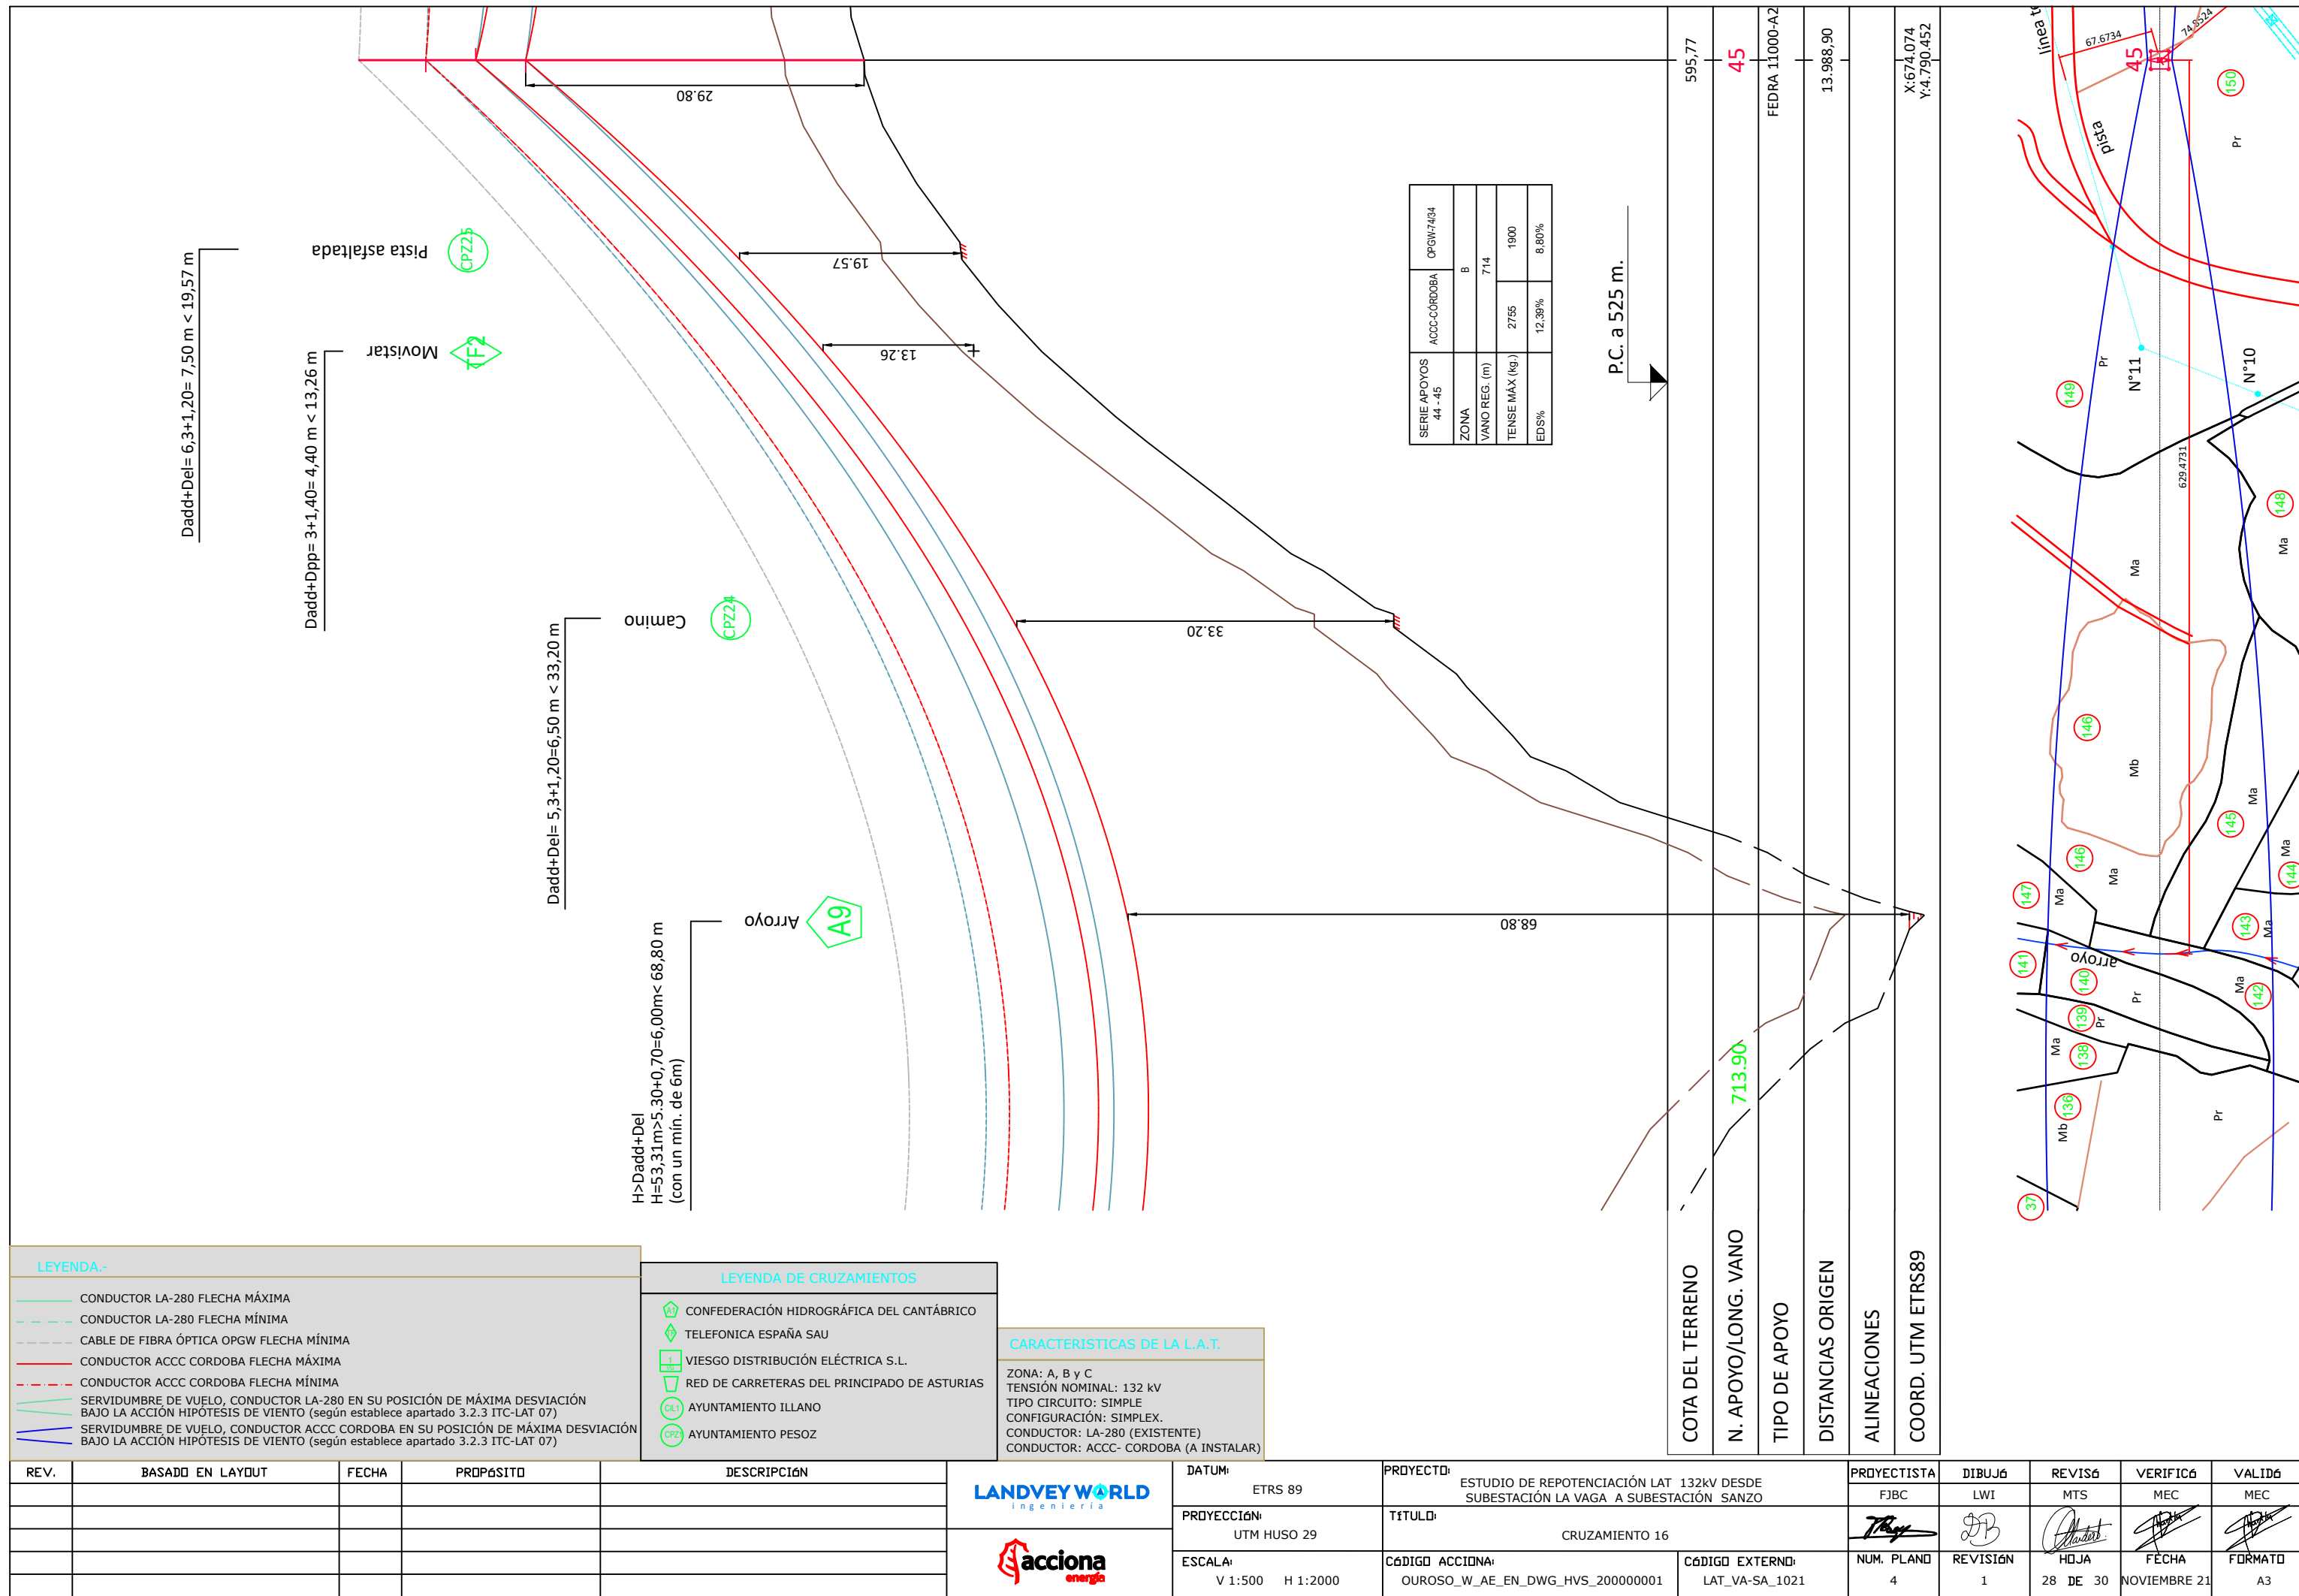 Dadd+Del= 6,3+1,20= 7,50 m < 19,57 m
Pista asfaltada
CPZ25
Dadd+Dpp= 3+1,40= 4,40 m < 13,26 m
Movistar
TF2
Dadd+Del= 5,3+1,20=6,50 m < 33,20 m
Camino
CPZ24
H>Dadd+Del
H=53,31m>5.30+0,70=6,00m< 68,80 m
(con un mín. de 6m)
Arroyo
A9
29.80
19.57
13.26
33.20
68.80
SERIE APOYOS
44 - 45
ACCC-CÓRDOBA
OPGW-74/34
ZONA
B
VANO REG. (m)
714
TENSE MÁX (kg.)
2755
1900
EDS%
12,39%
8,80%
P.C. a 525 m.
COTA DEL TERRENO
595,77
N. APOYO/LONG. VANO
713.90
45
TIPO DE APOYO
FEDRA 11000-A2
DISTANCIAS ORIGEN
13.988,90
ALINEACIONES
COORD. UTM ETRS89
X:674.074
Y:4.790.452
67.6734
74.8524
45
150
Pr
pista
149
Pr
N°11
N°10
629.4731
148
Ma
Ma
146
Mb
Ma
145
146
Ma
Ma
144
147
Ma
143
Ma
141
arroyo
140
Ma
142
Pr
139
Pr
Ma
138
136
Mb
Pr
37
LEYENDA.-
CONDUCTOR LA-280 FLECHA MÁXIMA
CONDUCTOR LA-280 FLECHA MÍNIMA
CABLE DE FIBRA ÓPTICA OPGW FLECHA MÍNIMA
CONDUCTOR ACCC CORDOBA FLECHA MÁXIMA
CONDUCTOR ACCC CORDOBA FLECHA MÍNIMA
SERVIDUMBRE DE VUELO, CONDUCTOR LA-280 EN SU POSICIÓN DE MÁXIMA DESVIACIÓN
BAJO LA ACCIÓN HIPÓTESIS DE VIENTO (según establece apartado 3.2.3 ITC-LAT 07)
SERVIDUMBRE DE VUELO, CONDUCTOR ACCC CORDOBA EN SU POSICIÓN DE MÁXIMA DESVIACIÓN
BAJO LA ACCIÓN HIPÓTESIS DE VIENTO (según establece apartado 3.2.3 ITC-LAT 07)
LEYENDA DE CRUZAMIENTOS
A1 CONFEDERACIÓN HIDROGRÁFICA DEL CANTÁBRICO
TELEFONICA ESPAÑA SAU
VIESGO DISTRIBUCIÓN ELÉCTRICA S.L.
RED DE CARRETERAS DEL PRINCIPADO DE ASTURIAS
CIL1 AYUNTAMIENTO ILLANO
CPZ1 AYUNTAMIENTO PESOZ
CARACTERISTICAS DE LA L.A.T.
ZONA: A, B y C
TENSIÓN NOMINAL: 132 kV
TIPO CIRCUITO: SIMPLE
CONFIGURACIÓN: SIMPLEX.
CONDUCTOR: LA-280 (EXISTENTE)
CONDUCTOR: ACCC- CORDOBA (A INSTALAR)
REV. BASADO EN LAYOUT FECHA PROPóSITO DESCRIPCIóN
LANDVEY WORLD
ingeniería
acciona
energía
DATUM:
ETRS 89
PROYECCIóN:
UTM HUSO 29
ESCALA:
V 1:500 H 1:2000
PROYECTO:
ESTUDIO DE REPOTENCIACIÓN LAT 132kV DESDE
SUBESTACIÓN LA VAGA A SUBESTACIÓN SANZO
TíTULO:
CRUZAMIENTO 16
CóDIGO ACCIONA:
OUROSO_W_AE_EN_DWG_HVS_200000001
CóDIGO EXTERNO:
LAT_VA-SA_1021
PROYECTISTA DIBUJó REVISó VERIFICó VALIDó
FJBC LWI MTS MEC MEC
NUM. PLANO REVISIóN HOJA FECHA FORMATO
4 1 28 DE 30 NOVIEMBRE 21 A3